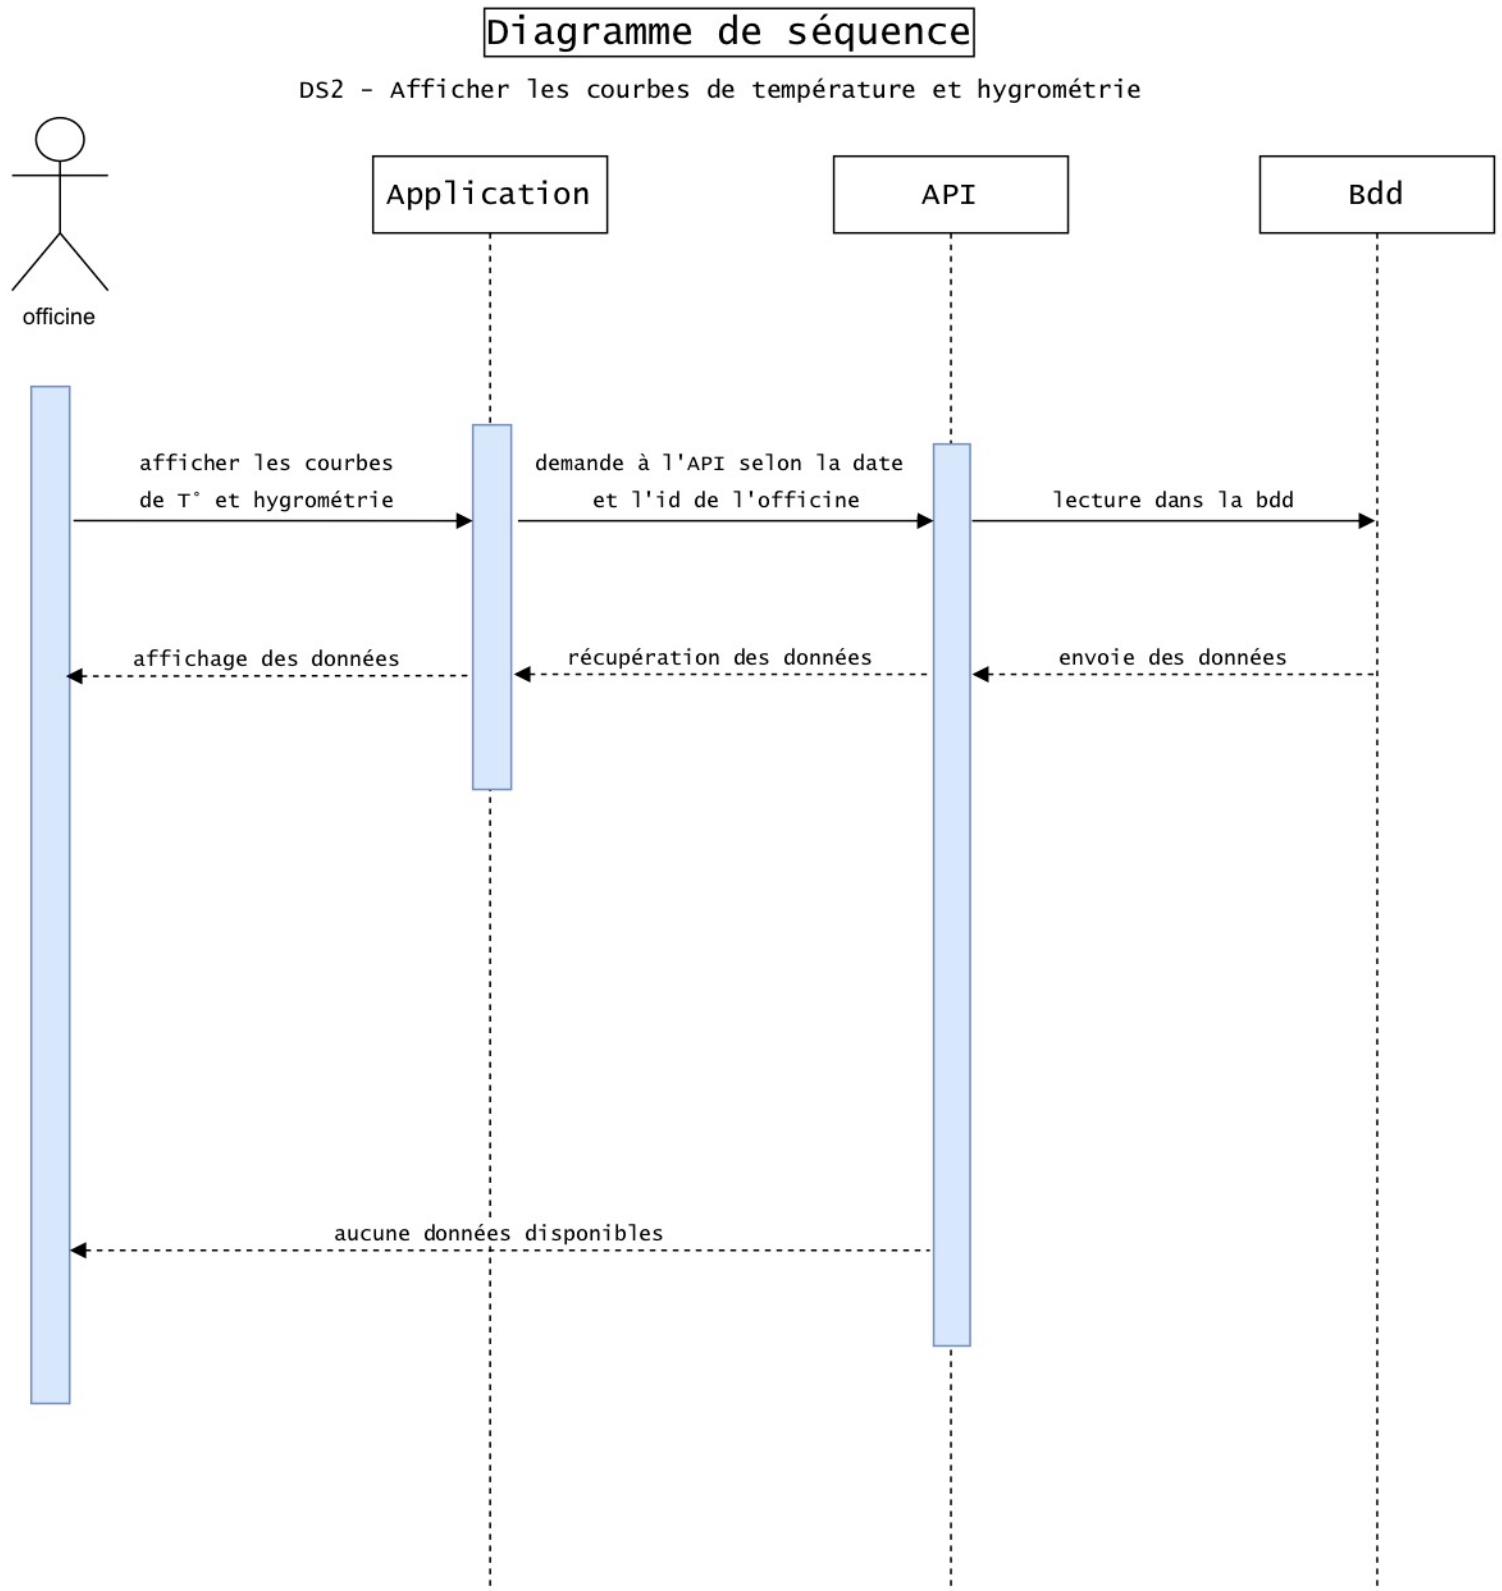 Diagramme de séquence
DS2 - Afficher les courbes de température et hygrométrie
Application
API
Bdd
officine
afficher les courbes
de T° et hygrométrie
demande à l'API selon la date
et l'id de l'officine
lecture dans la bdd
affichage des données
récupération des données
envoie des données
aucune données disponibles